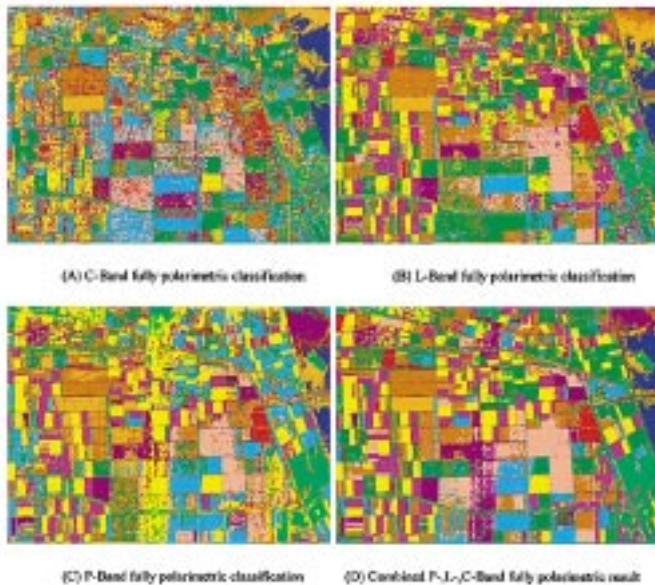 (A) C-Band fully polarimetric classification
(B) L-Band fully polarimetric classification
(C) P-Band fully polarimetric classification
(D) Combined P-,L-,C-Band fully polarimetric result